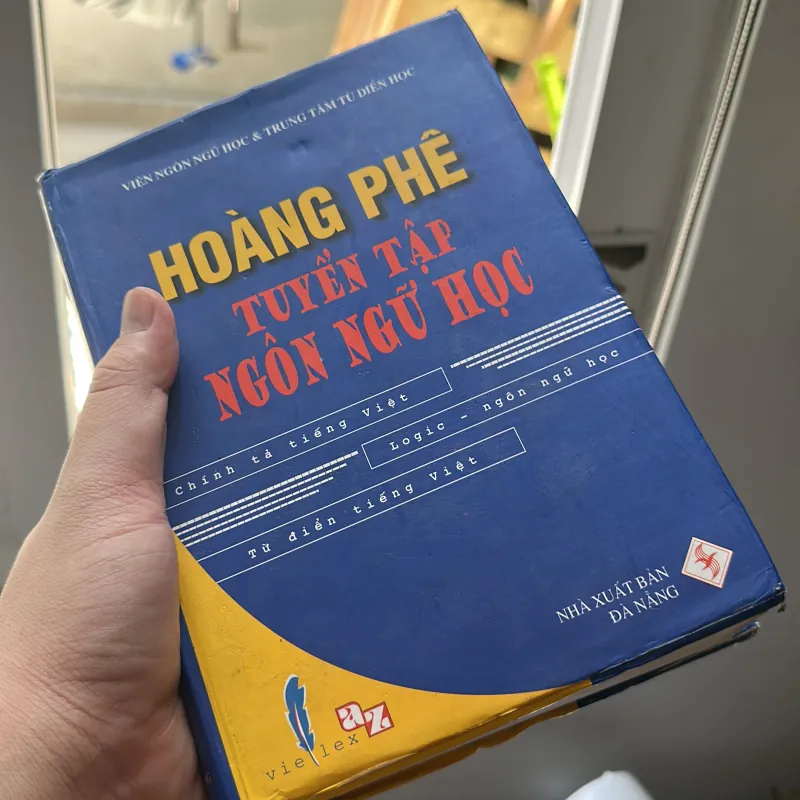 VIỆN NGÔN NGỮ HỌC & TRUNG TÂM TỪ ĐIỂN HỌC
HOÀNG PHÊ
TUYỂN TẬP
NGÔN NGỮ HỌC
Chính tả tiếng Việt
Logic - ngôn ngữ học
Từ điển tiếng Việt
NHÀ XUẤT BẢN
ĐÀ NẴNG
az
vietlex